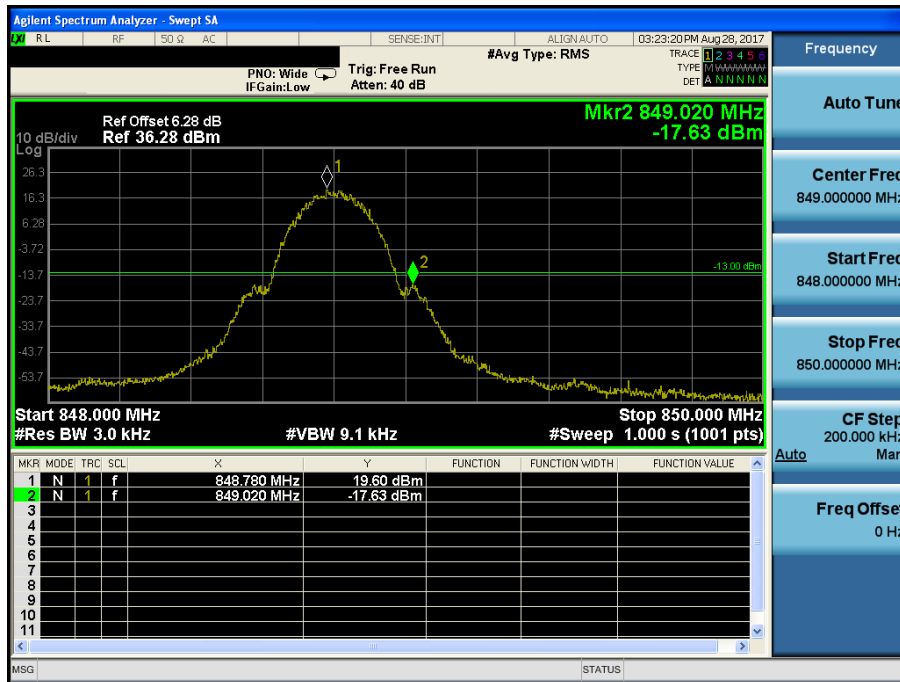 Agilent Spectrum Analyzer - Swept SA
LXI RL RF 50 Ω AC SENSE:INT ALIGN AUTO 03:23:20 PM Aug 28, 2017
#Avg Type: RMS TRACE 1 2 3 4 5 6
PNO: Wide Trig: Free Run TYPE MWWWWW
IFGain:Low Atten: 40 dB DET A N N N N N
Mkr2 849.020 MHz
Ref Offset 6.28 dB
10 dB/div Ref 36.28 dBm -17.63 dBm
Log
1
26.3
16.3
6.28
-3.72
2
-13.00 dBm
-13.7
-23.7
-33.7
-43.7
-53.7
Start 848.000 MHz Stop 850.000 MHz
#Res BW 3.0 kHz #VBW 9.1 kHz #Sweep 1.000 s (1001 pts)
MKR MODE TRC SCL X Y FUNCTION FUNCTION WIDTH FUNCTION VALUE
1 N 1 f 848.780 MHz 19.60 dBm
2 N 1 f 849.020 MHz -17.63 dBm
3
4
5
6
7
8
9
10
11
MSG STATUS
Frequency
Auto Tune
Center Freq
849.000000 MHz
Start Freq
848.000000 MHz
Stop Freq
850.000000 MHz
CF Step
200.000 kHz
Auto Man
Freq Offset
0 Hz